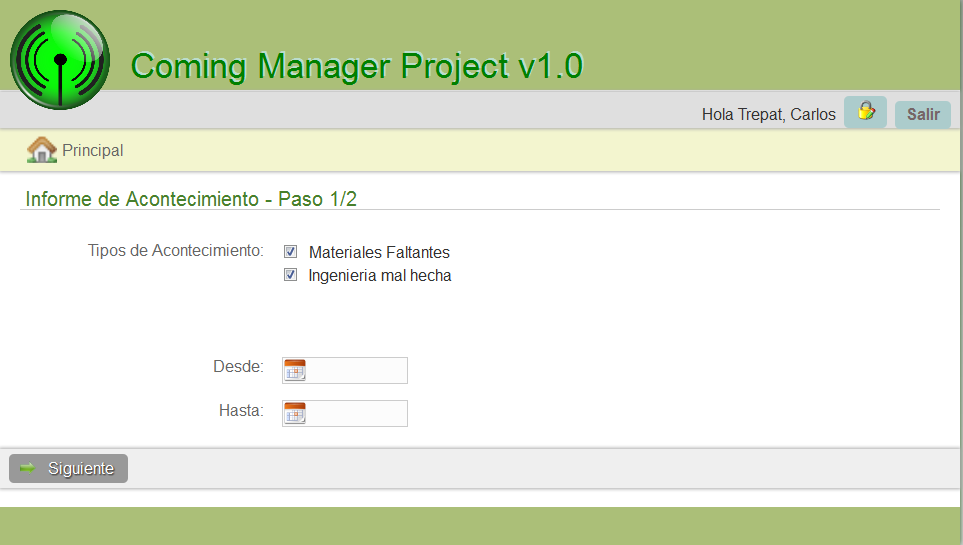 Coming Manager Project v1.0
Hola Trepat, Carlos
Salir
Principal
Informe de Acontecimiento - Paso 1/2
Tipos de Acontecimiento:
Materiales Faltantes
Ingenieria mal hecha
Desde:
Hasta:
Siguiente